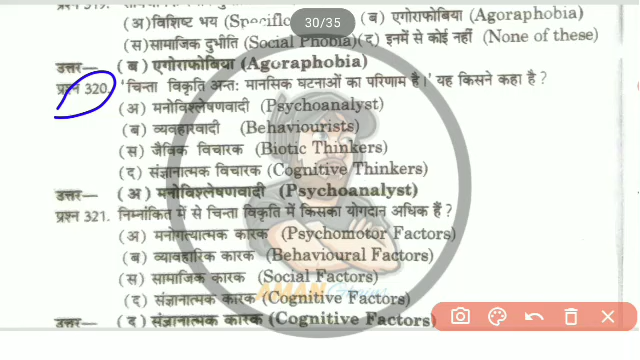 (अ)विशिष्ट भय (Specific (ब) एगोराफोबिया (Agoraphobia)
30/35
(स)सामाजिक दुर्भीति (Social Phobia)(द) इनमें से कोई नहीं (None of these)
उत्तर— (ब) एगोराफोबिया (Agoraphobia)
प्रश्न 320. 'चिन्ता विकृति अन्तः मानसिक घटनाओं का परिणाम है।' यह किसने कहा है ?
(अ) मनोविश्लेषणवादी (Psychoanalyst)
(ब) व्यवहारवादी (Behaviourists)
(स) जैविक विचारक (Biotic Thinkers)
(द) संज्ञानात्मक विचारक (Cognitive Thinkers)
उत्तर— (अ) मनोविश्लेषणवादी (Psychoanalyst)
प्रश्न 321. निम्नांकित में से चिन्ता विकृति में किसका योगदान अधिक हैं ?
(अ) मनोगत्यात्मक कारक (Psychomotor Factors)
(ब) व्यावहारिक कारक (Behavioural Factors)
(स) सामाजिक कारक (Social Factors)
(द) संज्ञानात्मक कारक (Cognitive Factors)
उत्तर— (द) संज्ञानात्मक कारक (Cognitive Factors)
AMAN